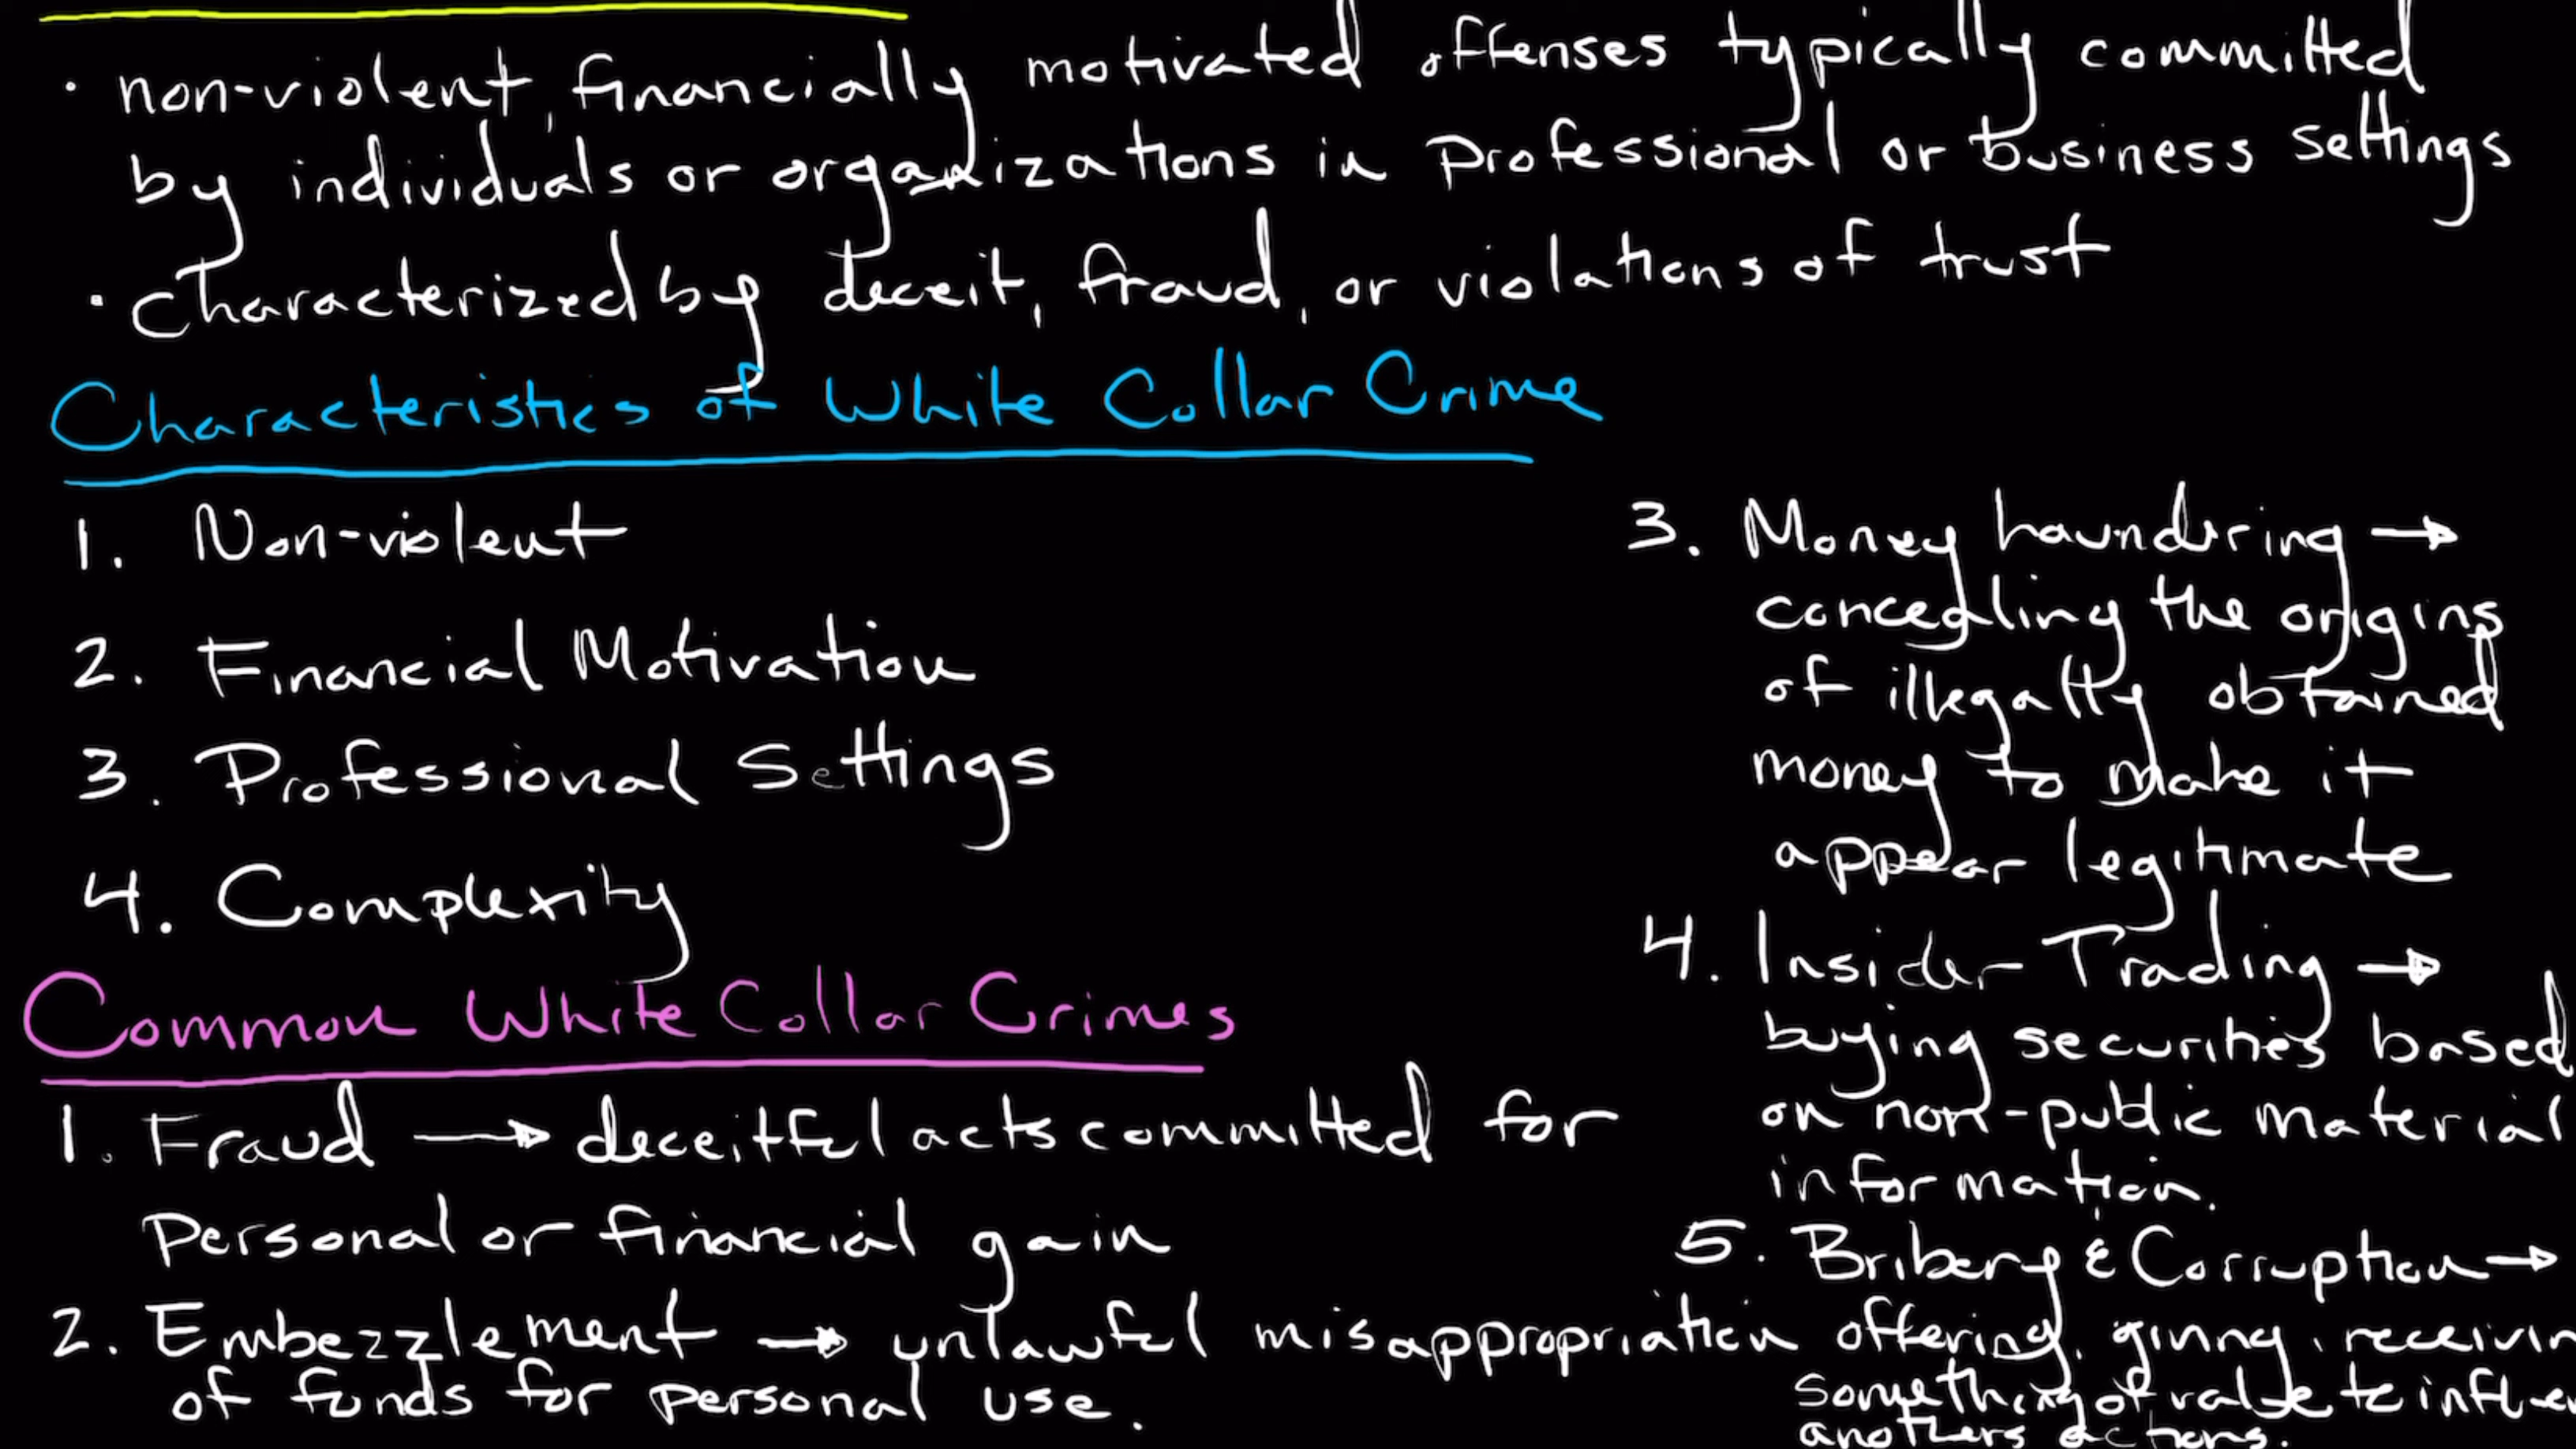 • non-violent, financially motivated offenses typically committed
by individuals or organizations in professional or business settings
• Characterized by deceit, fraud, or violations of trust
Characteristics of White Collar Crime
1. Non-violent
2. Financial Motivation
3. Professional Settings
4. Complexity
Common White Collar Crimes
1. Fraud → deceitful acts committed for
personal or financial gain
2. Embezzlement → unlawful misappropriation
of funds for personal use.
3. Money Laundering →
concealing the origins
of illegally obtained
money to make it
appear legitimate
4. Insider Trading →
buying securities based
on non-public material
information.
5. Bribery & Corruption →
offering, giving, receivin
something of value to influe
anothers actions.